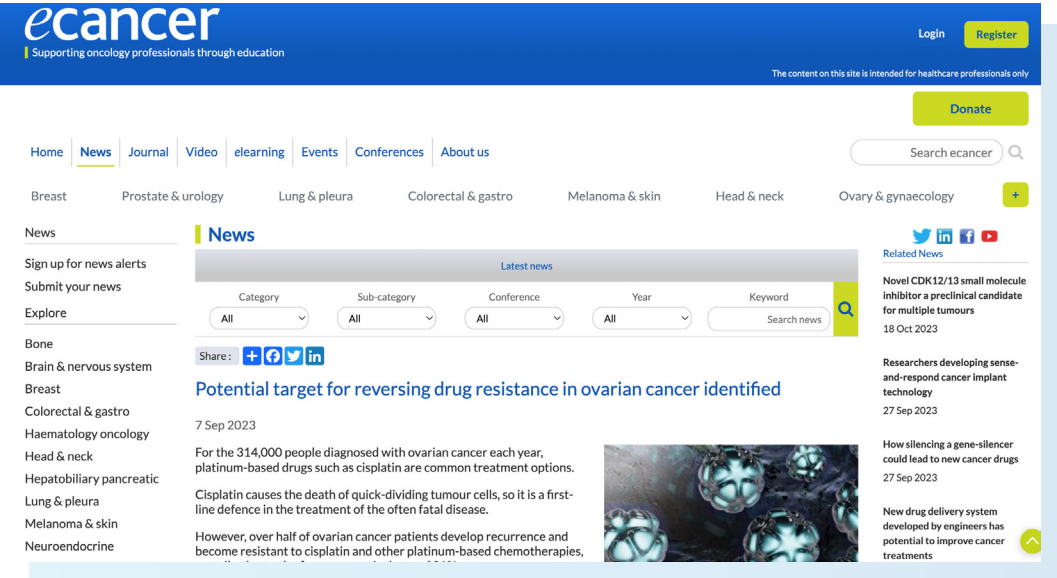 ecancer
Supporting oncology professionals through education
Login
Register
The content on this site is intended for healthcare professionals only
Donate
Home
News
Journal
Video
elearning
Events
Conferences
About us
Search ecancer
Breast
Prostate & urology
Lung & pleura
Colorectal & gastro
Melanoma & skin
Head & neck
Ovary & gynaecology
+
News
Sign up for news alerts
Submit your news
Explore
Bone
Brain & nervous system
Breast
Colorectal & gastro
Haematology oncology
Head & neck
Hepatobiliary pancreatic
Lung & pleura
Melanoma & skin
Neuroendocrine
News
Latest news
Category
Sub-category
Conference
Year
Keyword
All
All
All
All
Search news
Share :
Potential target for reversing drug resistance in ovarian cancer identified
7 Sep 2023
For the 314,000 people diagnosed with ovarian cancer each year,
platinum-based drugs such as cisplatin are common treatment options.
Cisplatin causes the death of quick-dividing tumour cells, so it is a first-
line defence in the treatment of the often fatal disease.
However, over half of ovarian cancer patients develop recurrence and
become resistant to cisplatin and other platinum-based chemotherapies,
Related News
Novel CDK12/13 small molecule
inhibitor a preclinical candidate
for multiple tumours
18 Oct 2023
Researchers developing sense-
and-respond cancer implant
technology
27 Sep 2023
How silencing a gene-silencer
could lead to new cancer drugs
27 Sep 2023
New drug delivery system
developed by engineers has
potential to improve cancer
treatments